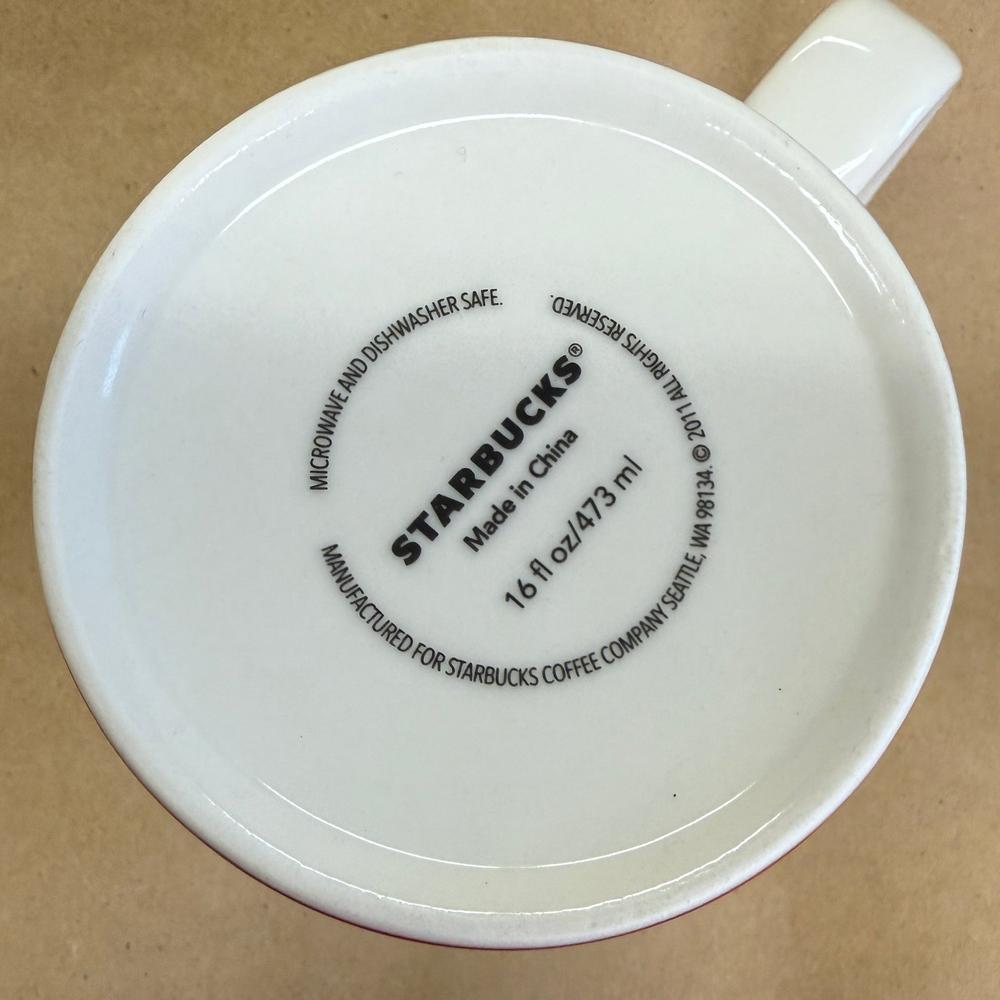 MICROWAVE AND DISHWASHER SAFE.
STARBUCKS®
Made in China
16 fl oz/473 ml
MANUFACTURED FOR STARBUCKS COFFEE COMPANY SEATTLE, WA 98134. © 2011 ALL RIGHTS RESERVED.